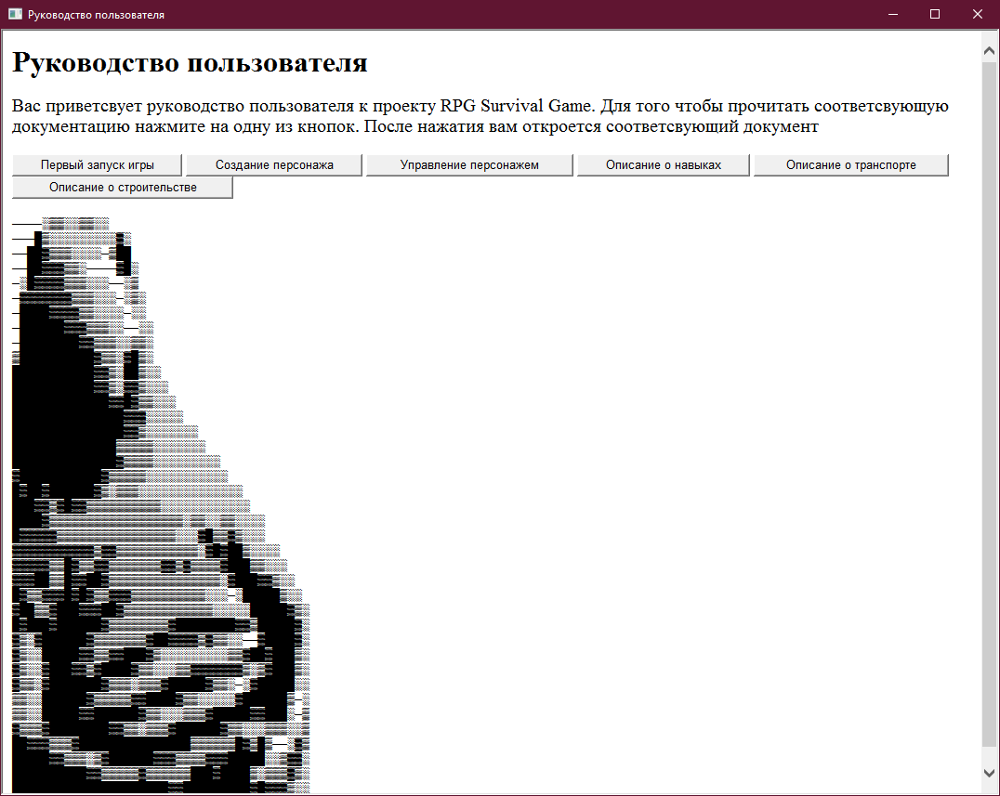 Руководство пользователя
Руководство пользователя
Вас приветсвует руководство пользователя к проекту RPG Survival Game. Для того чтобы прочитать соответсвующую
документацию нажмите на одну из кнопок. После нажатия вам откроется соответсвующий документ
Первый запуск игры Создание персонажа Управление персонажем Описание о навыках Описание о транспорте
Описание о строительстве